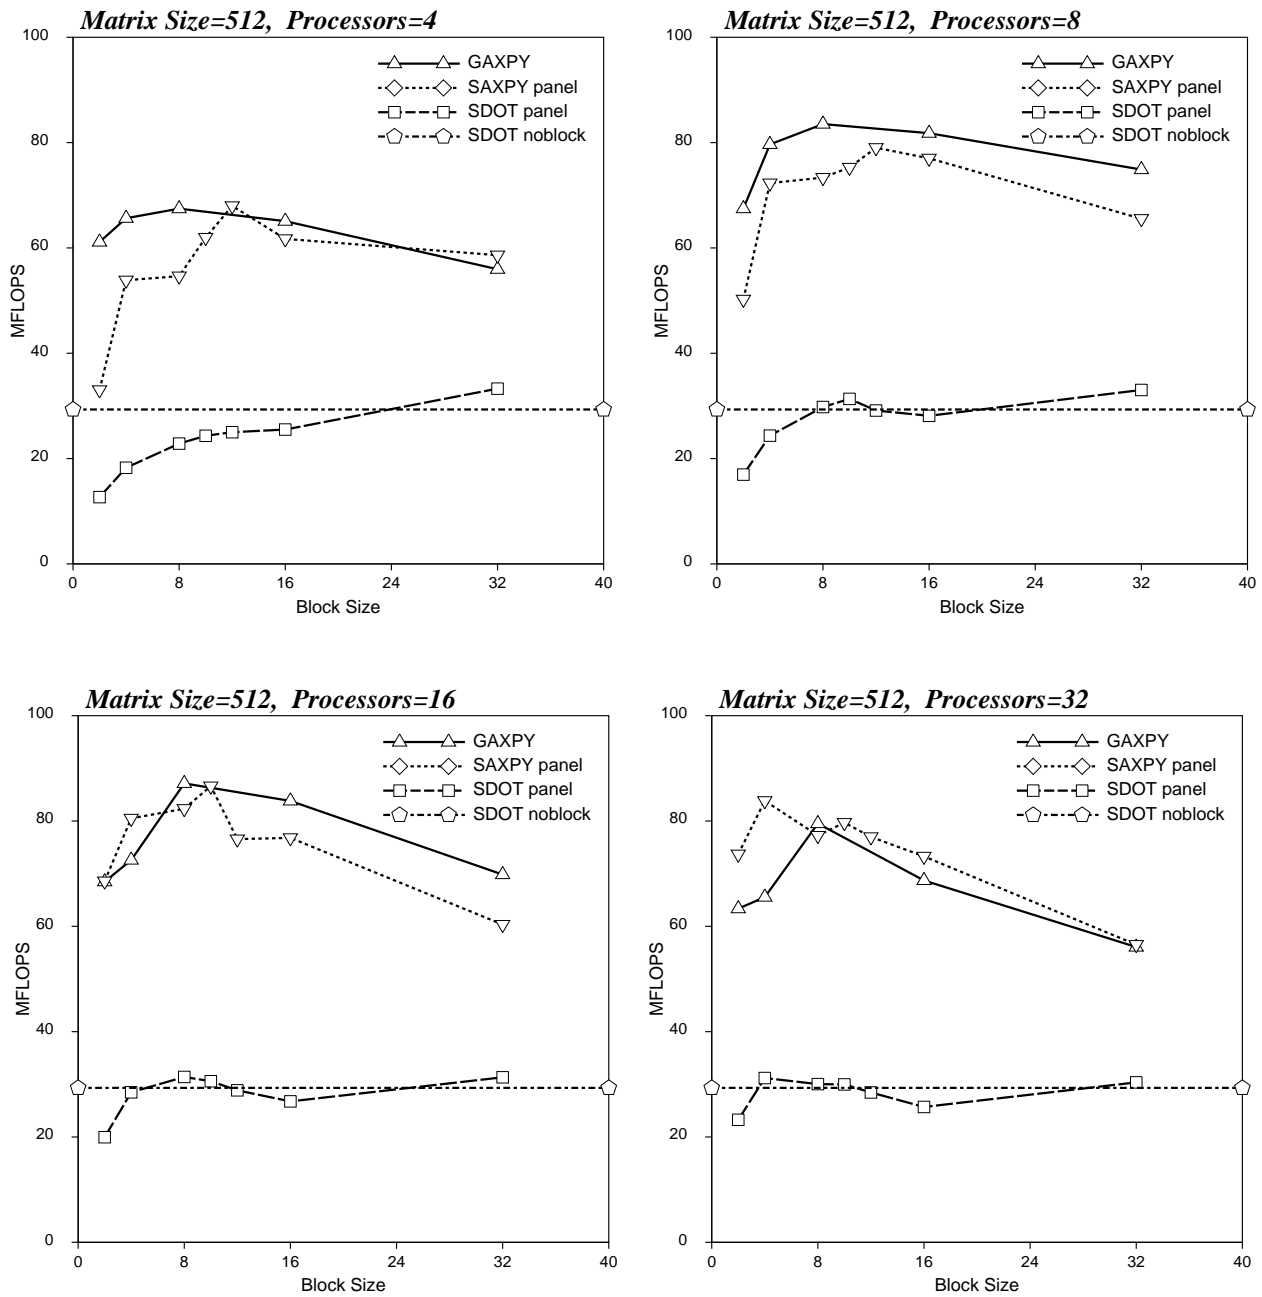 Matrix Size=512, Processors=4
100
80
60
40
20
0
MFLOPS
GAXPY
SAXPY panel
SDOT panel
SDOT noblock
0 8 16 24 32 40
Block Size
Matrix Size=512, Processors=8
100
80
60
40
20
0
MFLOPS
GAXPY
SAXPY panel
SDOT panel
SDOT noblock
0 8 16 24 32 40
Block Size
Matrix Size=512, Processors=16
100
80
60
40
20
0
MFLOPS
GAXPY
SAXPY panel
SDOT panel
SDOT noblock
0 8 16 24 32 40
Block Size
Matrix Size=512, Processors=32
100
80
60
40
20
0
MFLOPS
GAXPY
SAXPY panel
SDOT panel
SDOT noblock
0 8 16 24 32 40
Block Size